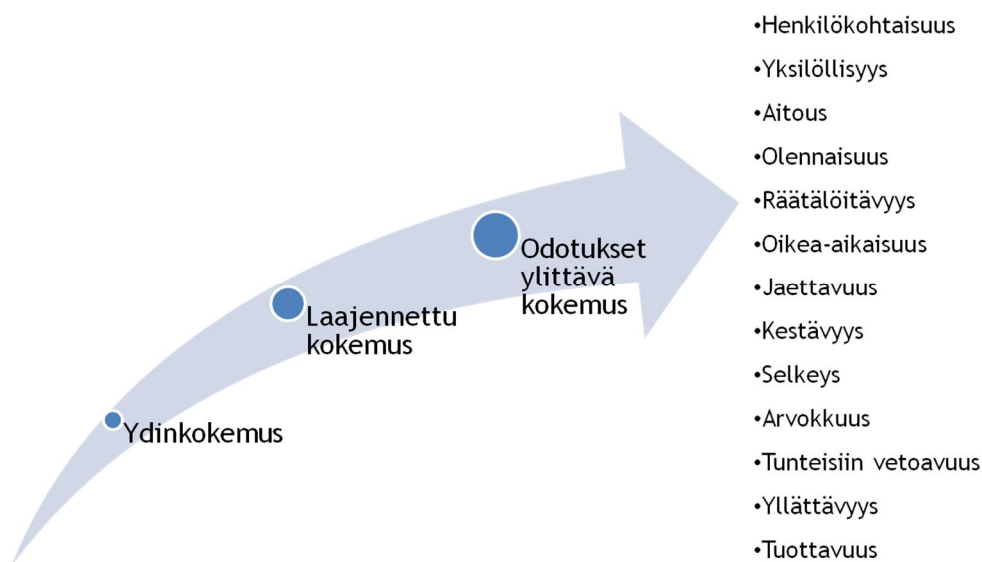 Ydinkokemus
Laajennettu
kokemus
Odotukset
ylittävä
kokemus
•Henkilökohtaisuus
•Yksilöllisyys
•Aitous
•Olennaisuus
•Räätälöitävyys
•Oikea-aikaisuus
•Jaettavuus
•Kestävyys
•Selkeys
•Arvokkuus
•Tunteisiin vetoavuus
•Yllättävyys
•Tuottavuus